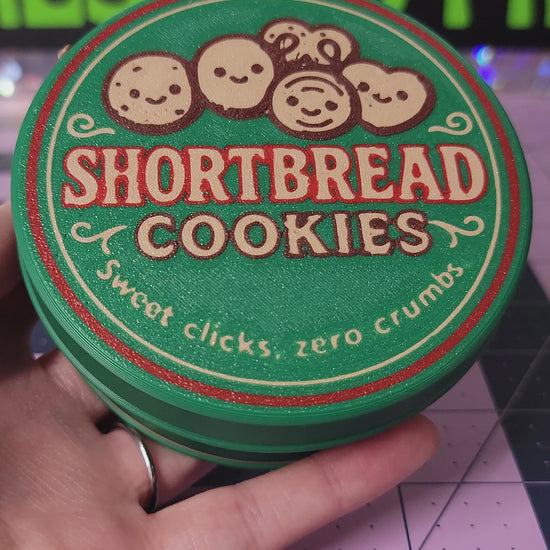 SHORTBREAD
COOKIES
Sweet clicks, zero crumbs